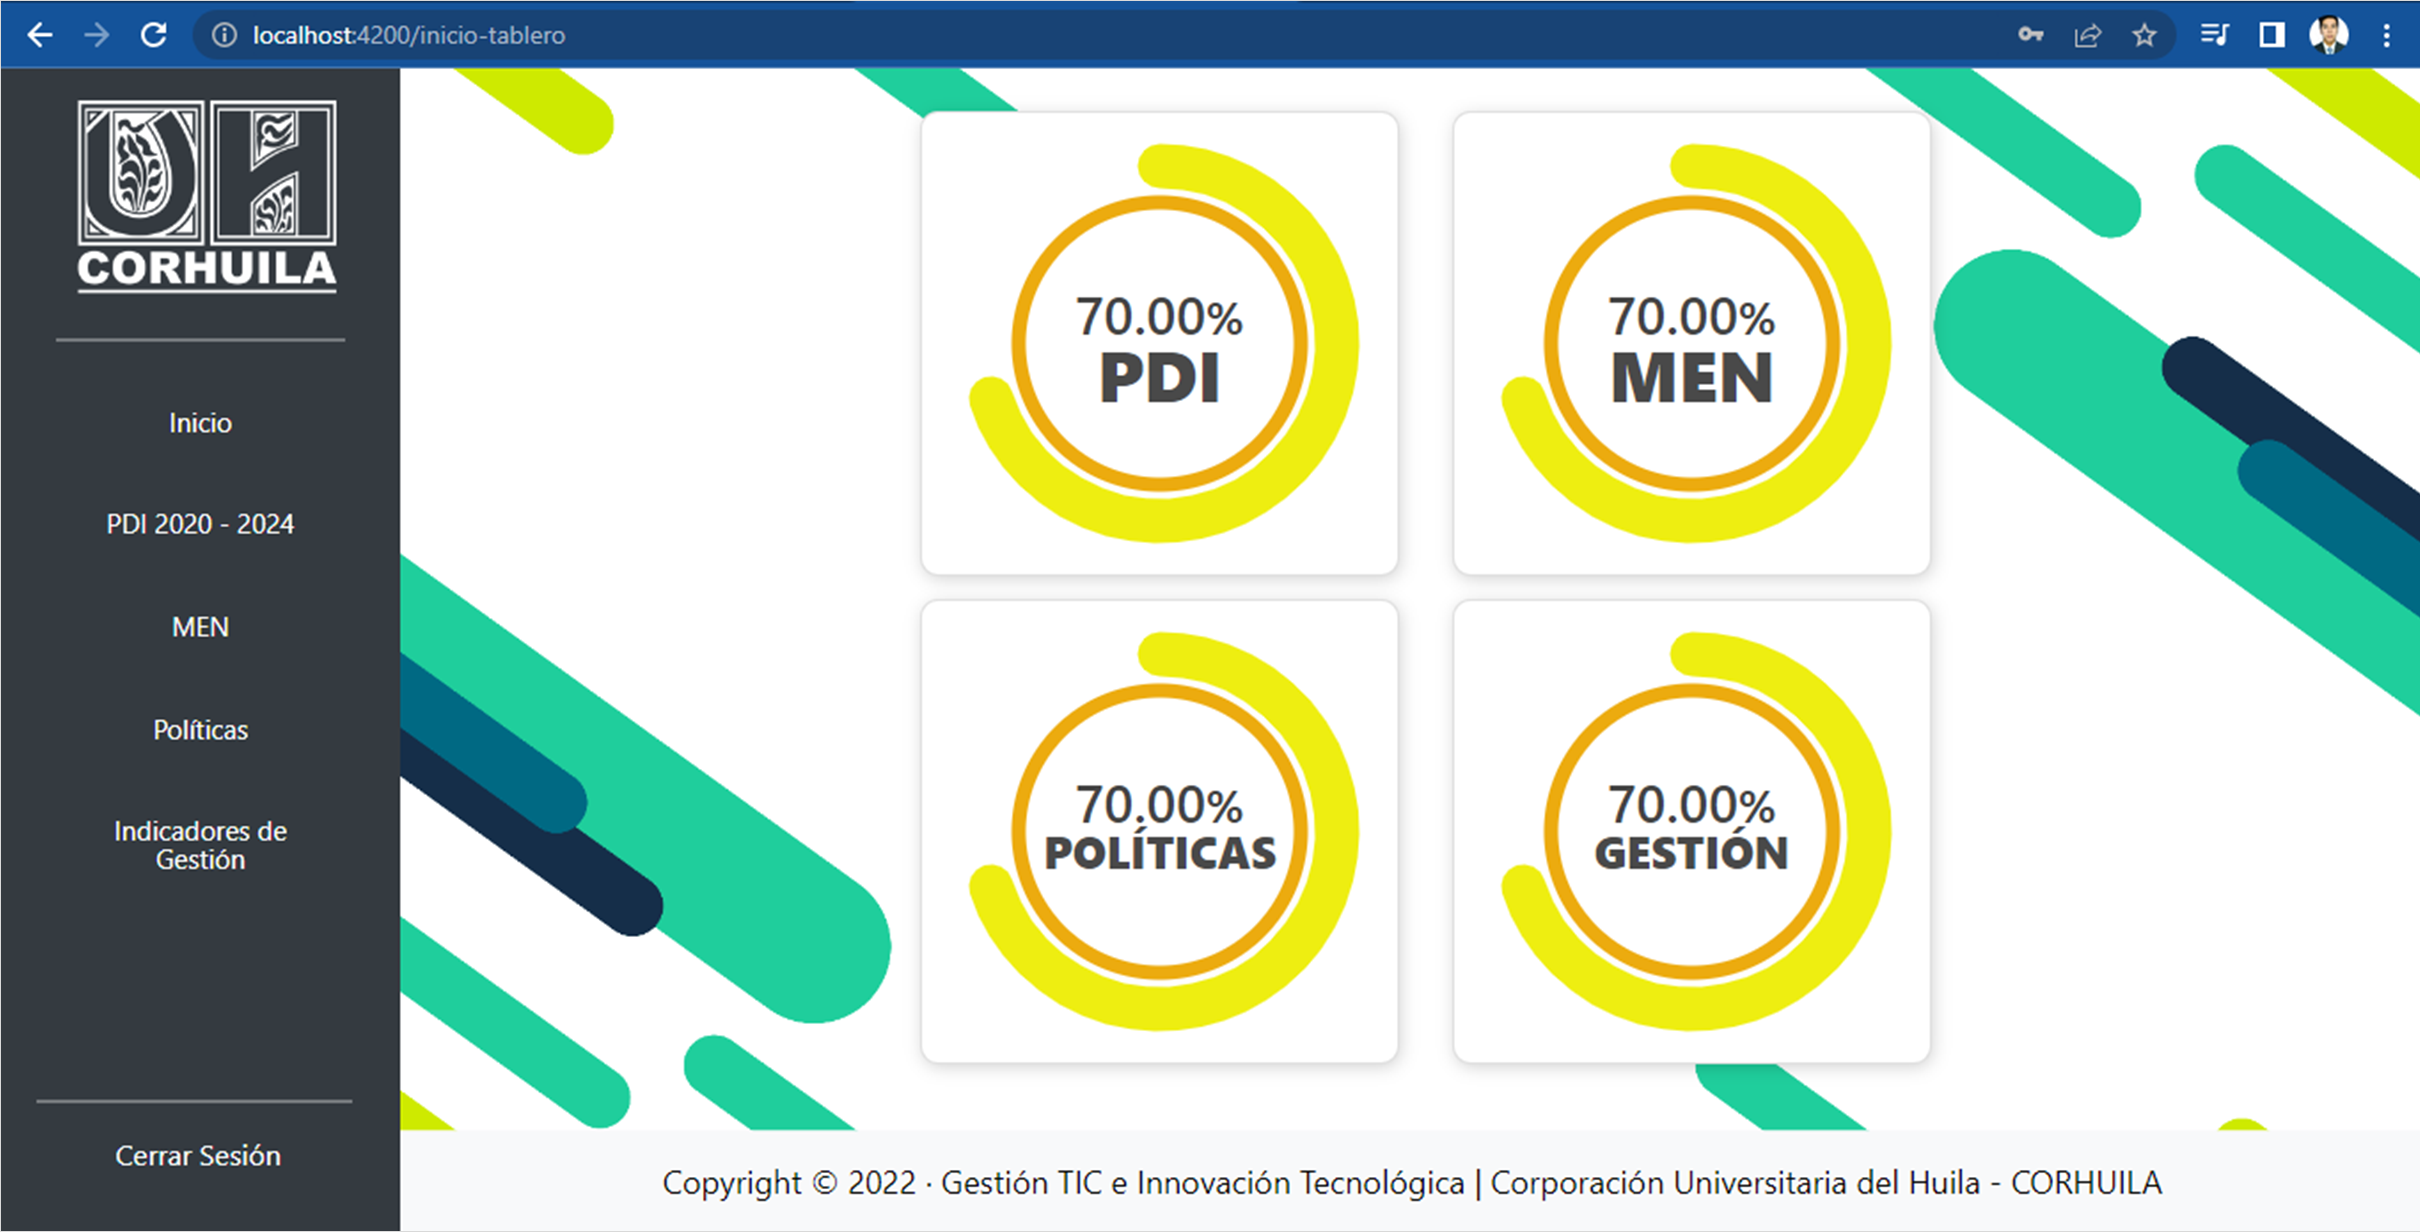 localhost:4200/inicio-tablero
UH
CORHUILA
Inicio
PDI 2020 - 2024
MEN
Políticas
Indicadores de
Gestión
Cerrar Sesión
70.00%
PDI
70.00%
MEN
70.00%
POLÍTICAS
70.00%
GESTIÓN
Copyright © 2022 · Gestión TIC e Innovación Tecnológica | Corporación Universitaria del Huila - CORHUILA